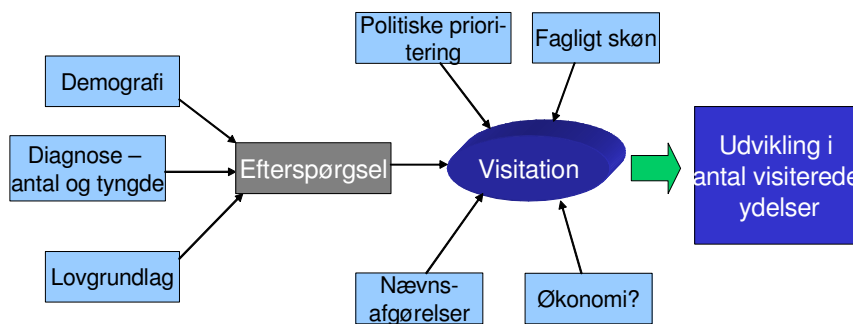 Politiske priori-
tering
Fagligt skøn
Demografi
Diagnose –
antal og tyngde
Efterspørgsel
Visitation
Udvikling i
antal visiterede
ydelser
Lovgrundlag
Nævns-
afgørelser
Økonomi?